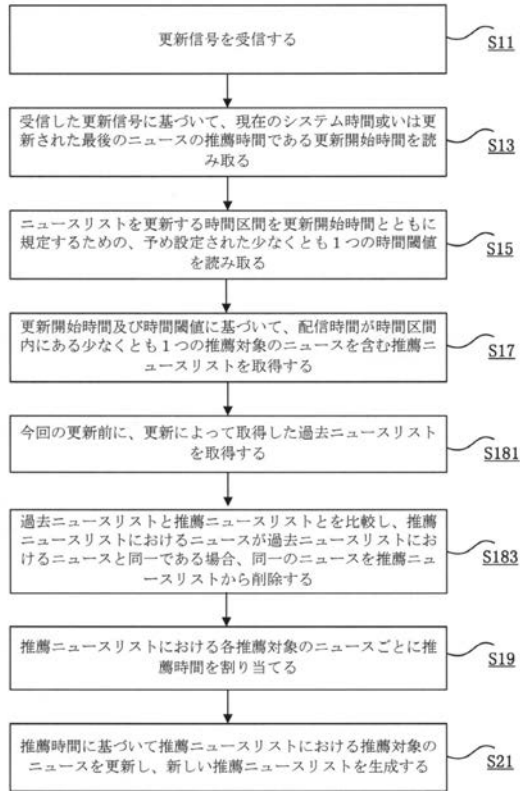 更新信号を受信する
S11
受信した更新信号に基づいて、現在のシステム時間或いは更
新された最後のニュースの推薦時間である更新開始時間を読
み取る
S13
ニュースリストを更新する時間区間を更新開始時間とともに
規定するための、予め設定された少なくとも1つの時間閾値
を読み取る
S15
更新開始時間及び時間閾値に基づいて、配信時間が時間区間
内にある少なくとも1つの推薦対象のニュースを含む推薦ニ
ュースリストを取得する
S17
今回の更新前に、更新によって取得した過去ニュースリスト
を取得する
S181
過去ニュースリストと推薦ニュースリストとを比較し、推薦
ニュースリストにおけるニュースが過去ニュースリストにお
けるニュースと同一である場合、同一のニュースを推薦ニュ
ースリストから削除する
S183
推薦ニュースリストにおける各推薦対象のニュースごとに推
薦時間を割り当てる
S19
推薦時間に基づいて推薦ニュースリストにおける推薦対象の
ニュースを更新し、新しい推薦ニュースリストを生成する
S21